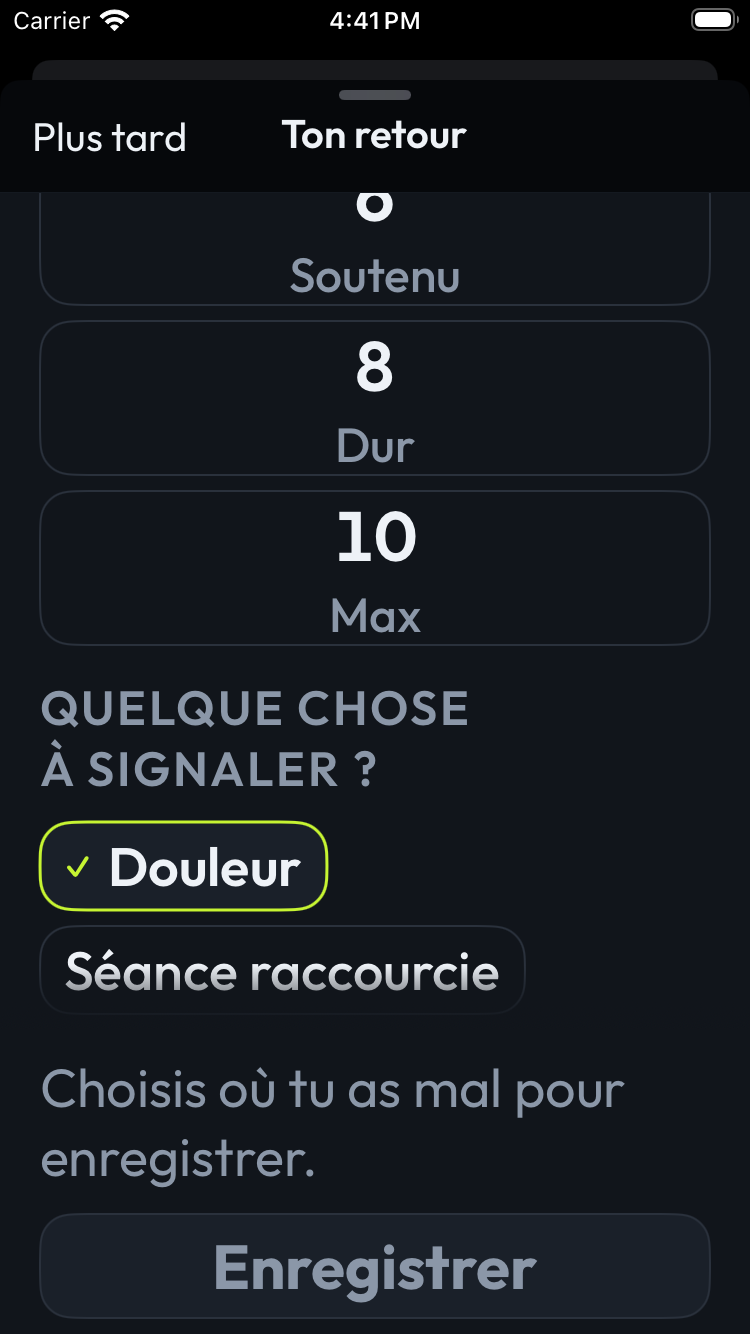 Carrier
4:41 PM
Plus tard
Ton retour
Soutenu
8
Dur
10
Max
QUELQUE CHOSE
À SIGNALER ?
✓ Douleur
Séance raccourcie
Choisis où tu as mal pour
enregistrer.
Enregistrer